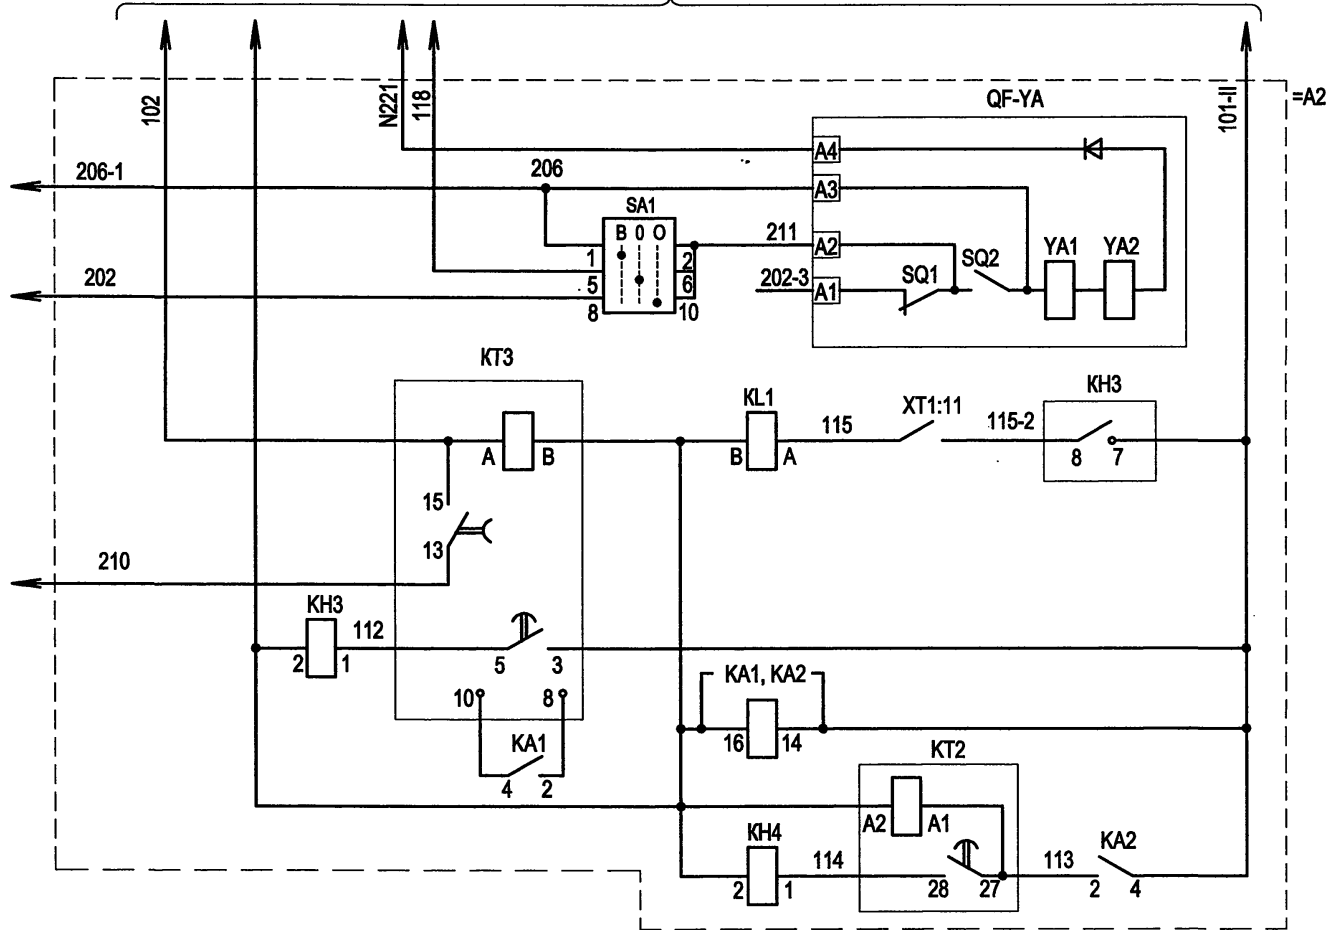 102
N221
118
101-II
=A2
QF-YA
A4
206-1
206
A3
SA1
B 0 O
211
A2
YA1 YA2
1 2
SQ1 SQ2
202
5 6
202-3
A1
8 10
KT3
KH3
KL1
XT1:11
115
115-2
A B
B A
8 7
15
13
210
KH3
112
2 1
5 3
KA1, KA2
10 8
16 14
KA1
4 2
KT2
A2 A1
KH4
114
113
KA2
2 1
28 27
2 4